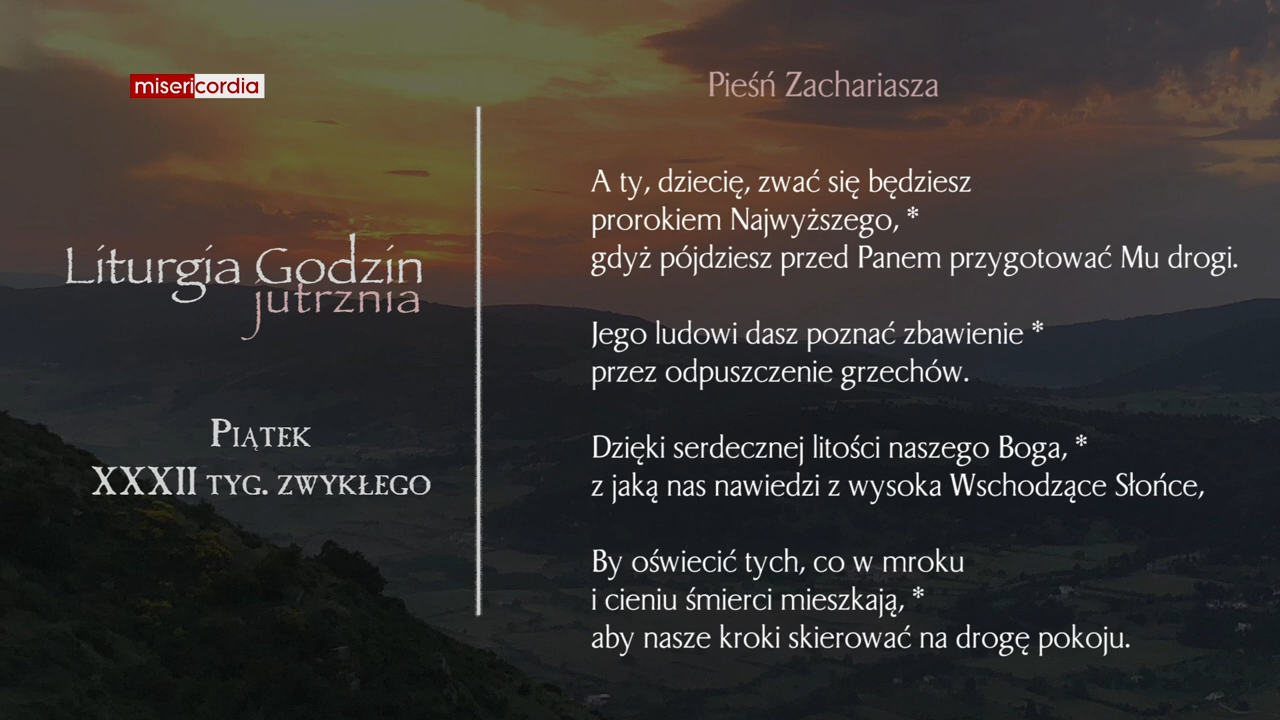 misericordia
Liturgia Godzin
jutrznia
Piątek
XXXII tyg. zwykłego
Pieśń Zachariasza
A ty, dziecię, zwać się będziesz
prorokiem Najwyższego, *
gdyż pójdziesz przed Panem przygotować Mu drogi.
Jego ludowi dasz poznać zbawienie *
przez odpuszczenie grzechów.
Dzięki serdecznej litości naszego Boga, *
z jaką nas nawiedzi z wysoka Wschodzące Słońce,
By oświecić tych, co w mroku
i cieniu śmierci mieszkają, *
aby nasze kroki skierować na drogę pokoju.